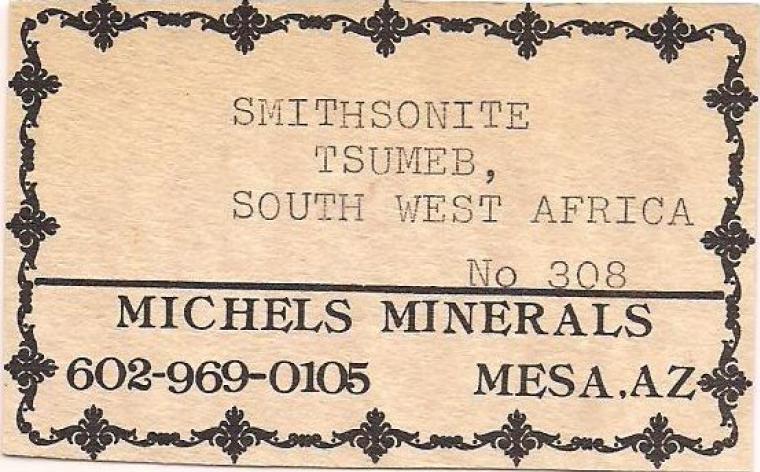 SMITHSONITE
TSUMEB,
SOUTH WEST AFRICA
No 308
MICHELS MINERALS
602-969-0105 MESA,AZ